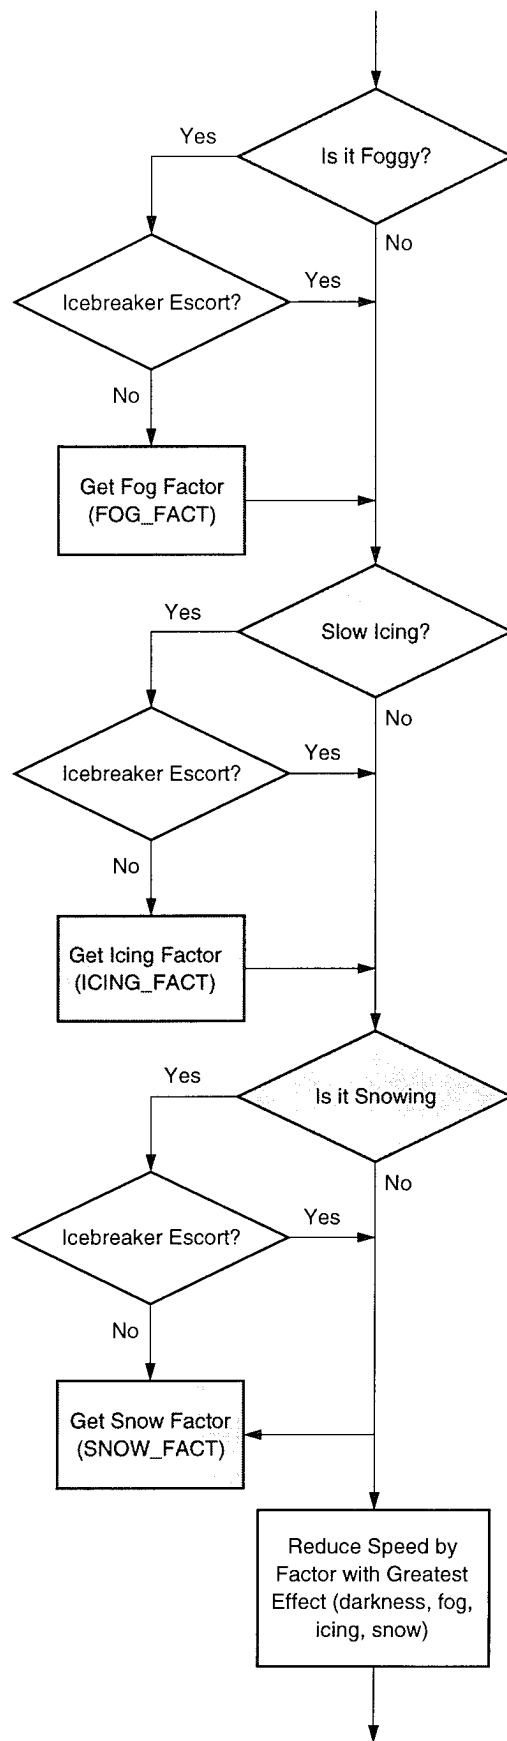 Is it Foggy?
Yes
No
Icebreaker Escort?
Yes
No
Get Fog Factor
(FOG_FACT)
Slow Icing?
Yes
No
Icebreaker Escort?
Yes
No
Get Icing Factor
(ICING_FACT)
Is it Snowing
Yes
No
Icebreaker Escort?
Yes
No
Get Snow Factor
(SNOW_FACT)
Reduce Speed by
Factor with Greatest
Effect (darkness, fog,
icing, snow)